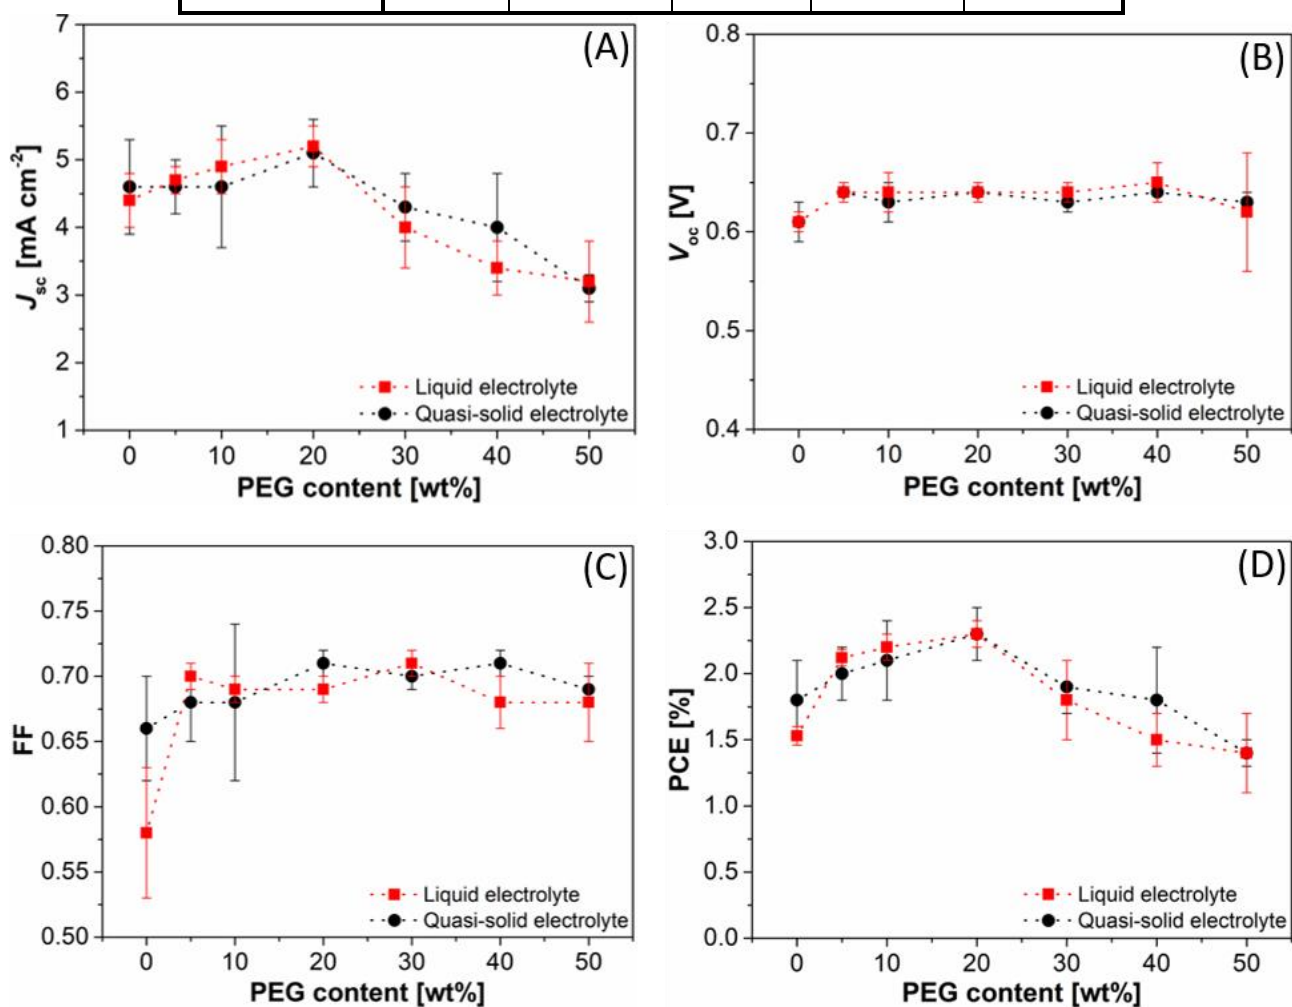 (A)
7
6
5
4
3
2
1
J sc [mA cm-2]
0 10 20 30 40 50
PEG content [wt%]
Liquid electrolyte
Quasi-solid electrolyte
(B)
0.8
0.7
0.6
0.5
0.4
V oc [V]
0 10 20 30 40 50
PEG content [wt%]
Liquid electrolyte
Quasi-solid electrolyte
(C)
0.80
0.75
0.70
0.65
0.60
0.55
0.50
FF
0 10 20 30 40 50
PEG content [wt%]
Liquid electrolyte
Quasi-solid electrolyte
(D)
3.0
2.5
2.0
1.5
1.0
0.5
0.0
PCE [%]
0 10 20 30 40 50
PEG content [wt%]
Liquid electrolyte
Quasi-solid electrolyte